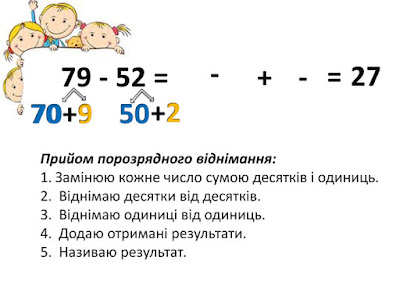 79 - 52 = - + - = 27
70+9 50+2
Прийом порозрядного віднімання:
1. Замінюю кожне число сумою десятків і одиниць.
2. Віднімаю десятки від десятків.
3. Віднімаю одиниці від одиниць.
4. Додаю отримані результати.
5. Називаю результат.